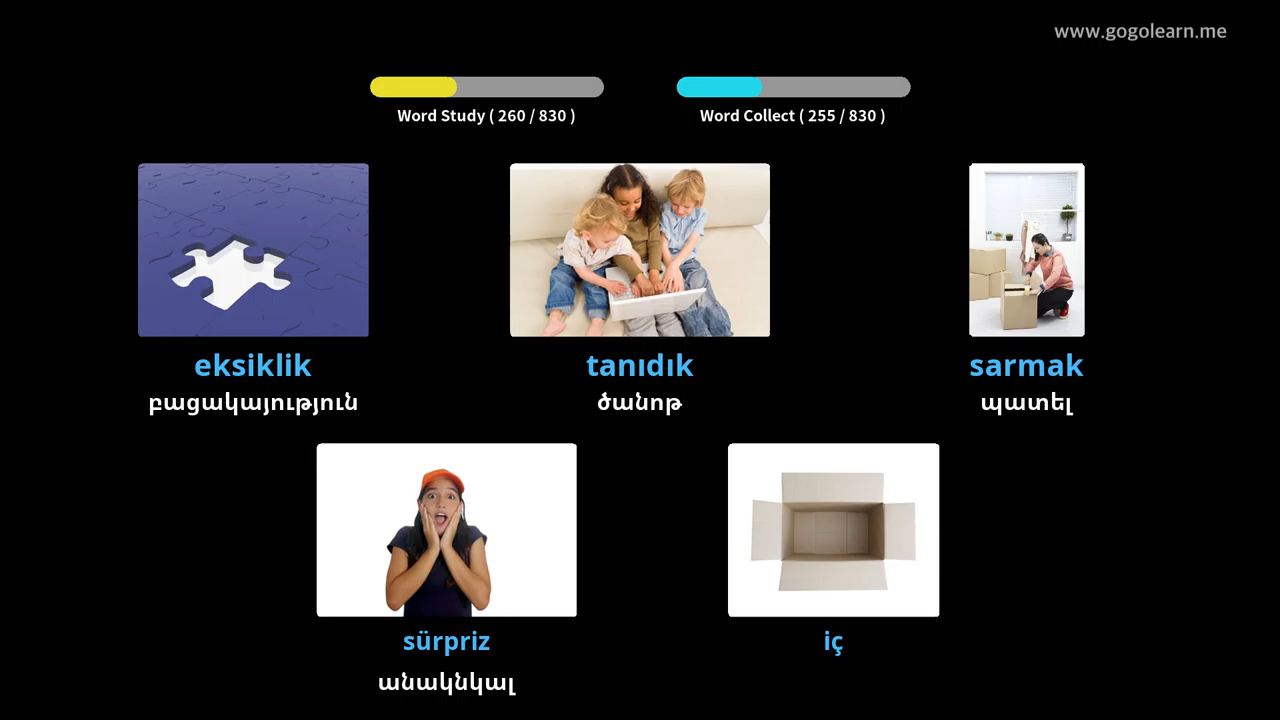 www.gogolearn.me
Word Study ( 260 / 830 )
Word Collect ( 255 / 830 )
eksiklik
բացակայություն
tanıdık
ծանոթ
sarmak
պատել
sürpriz
անակնկալ
iç